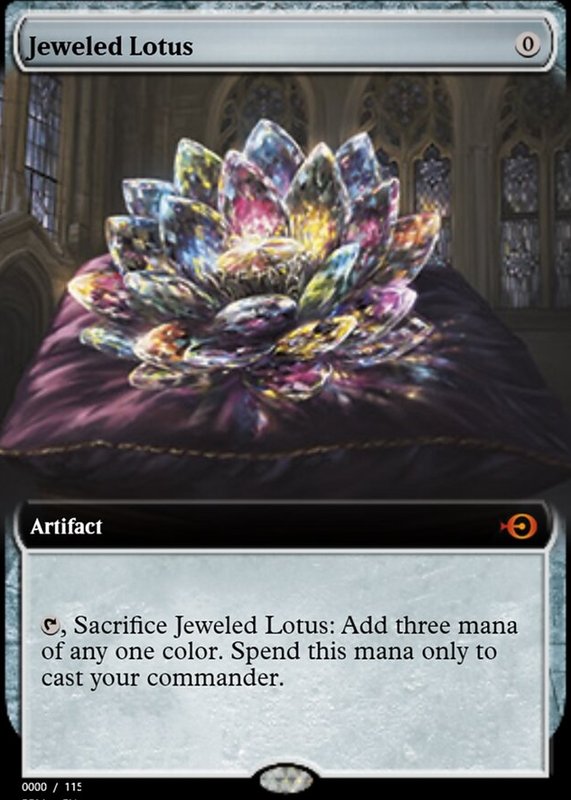 Jeweled Lotus 0
Artifact
, Sacrifice Jeweled Lotus: Add three mana
of any one color. Spend this mana only to
cast your commander.
0000 / 115